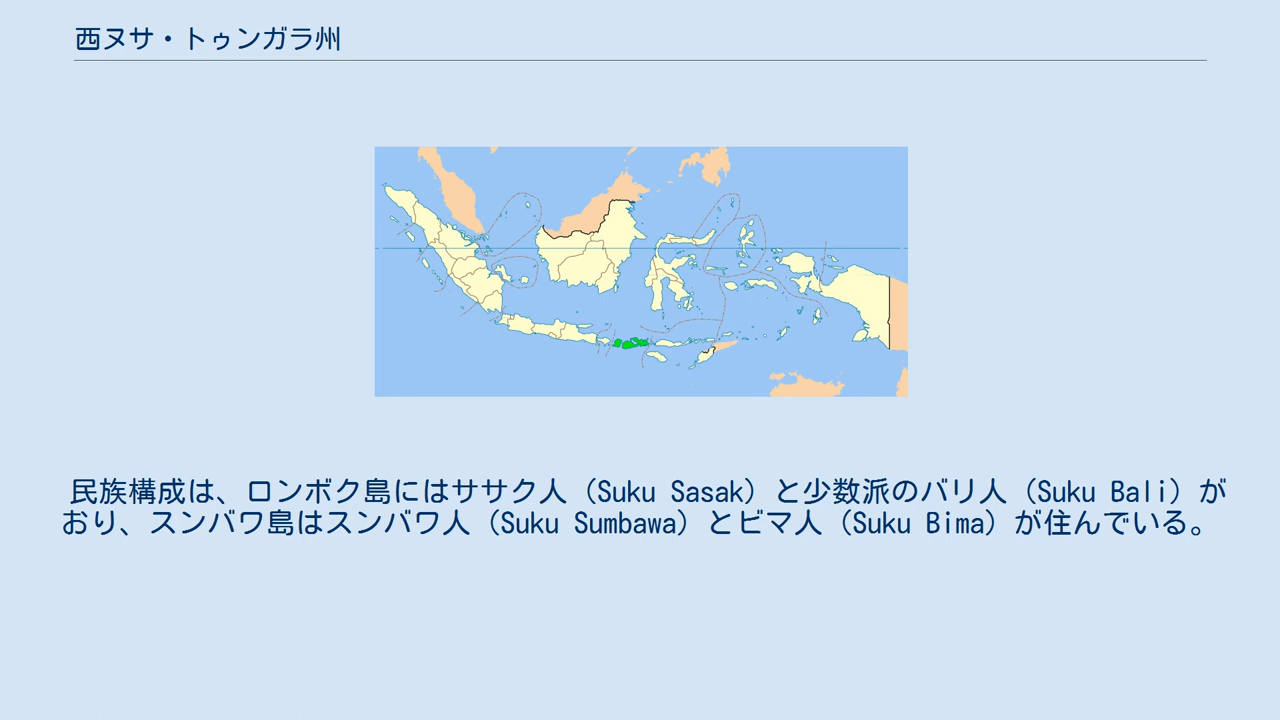 西ヌサ・トゥンガラ州
民族構成は、ロンボク島にはササク人（Suku Sasak）と少数派のバリ人（Suku Bali）が
おり、スンバワ島はスンバワ人（Suku Sumbawa）とビマ人（Suku Bima）が住んでいる。